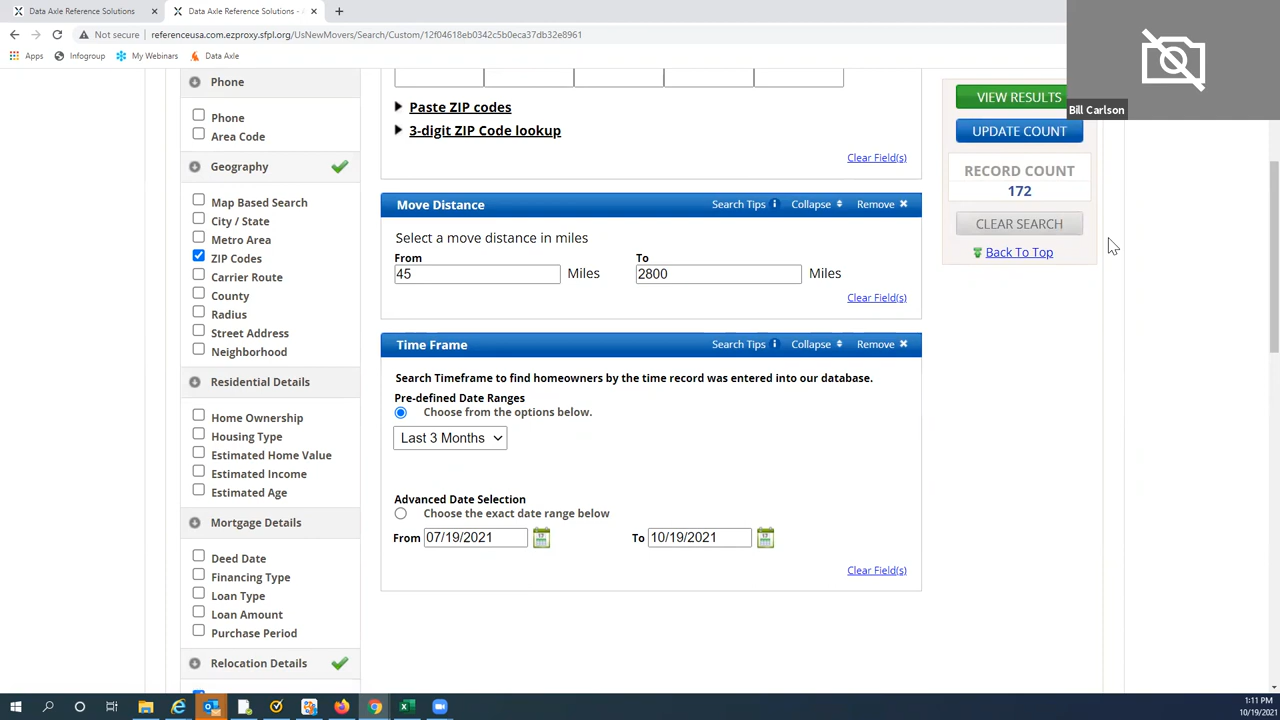 Data Axle Reference Solutions
Data Axle Reference Solutions - A
Not secure
referenceusa.com.ezproxy.sfpl.org/UsNewMovers/Search/Custom/12f04618eb0342c5b0eca37db32e8961
Apps
Infogroup
My Webinars
Data Axle
Bill Carlson
Phone
Phone
Area Code
Geography
Map Based Search
City / State
Metro Area
ZIP Codes
Carrier Route
County
Radius
Street Address
Neighborhood
Residential Details
Home Ownership
Housing Type
Estimated Home Value
Estimated Income
Estimated Age
Mortgage Details
Deed Date
Financing Type
Loan Type
Loan Amount
Purchase Period
Relocation Details
Paste ZIP codes
3-digit ZIP Code lookup
Clear Field(s)
Move Distance
Search Tips
Collapse
Remove
Select a move distance in miles
From
To
45
Miles
2800
Miles
Clear Field(s)
Time Frame
Search Tips
Collapse
Remove
Search Timeframe to find homeowners by the time record was entered into our database.
Pre-defined Date Ranges
Choose from the options below.
Last 3 Months
Advanced Date Selection
Choose the exact date range below
From 07/19/2021
To 10/19/2021
Clear Field(s)
VIEW RESULTS
UPDATE COUNT
RECORD COUNT
172
CLEAR SEARCH
Back To Top
1:11 PM
10/19/2021